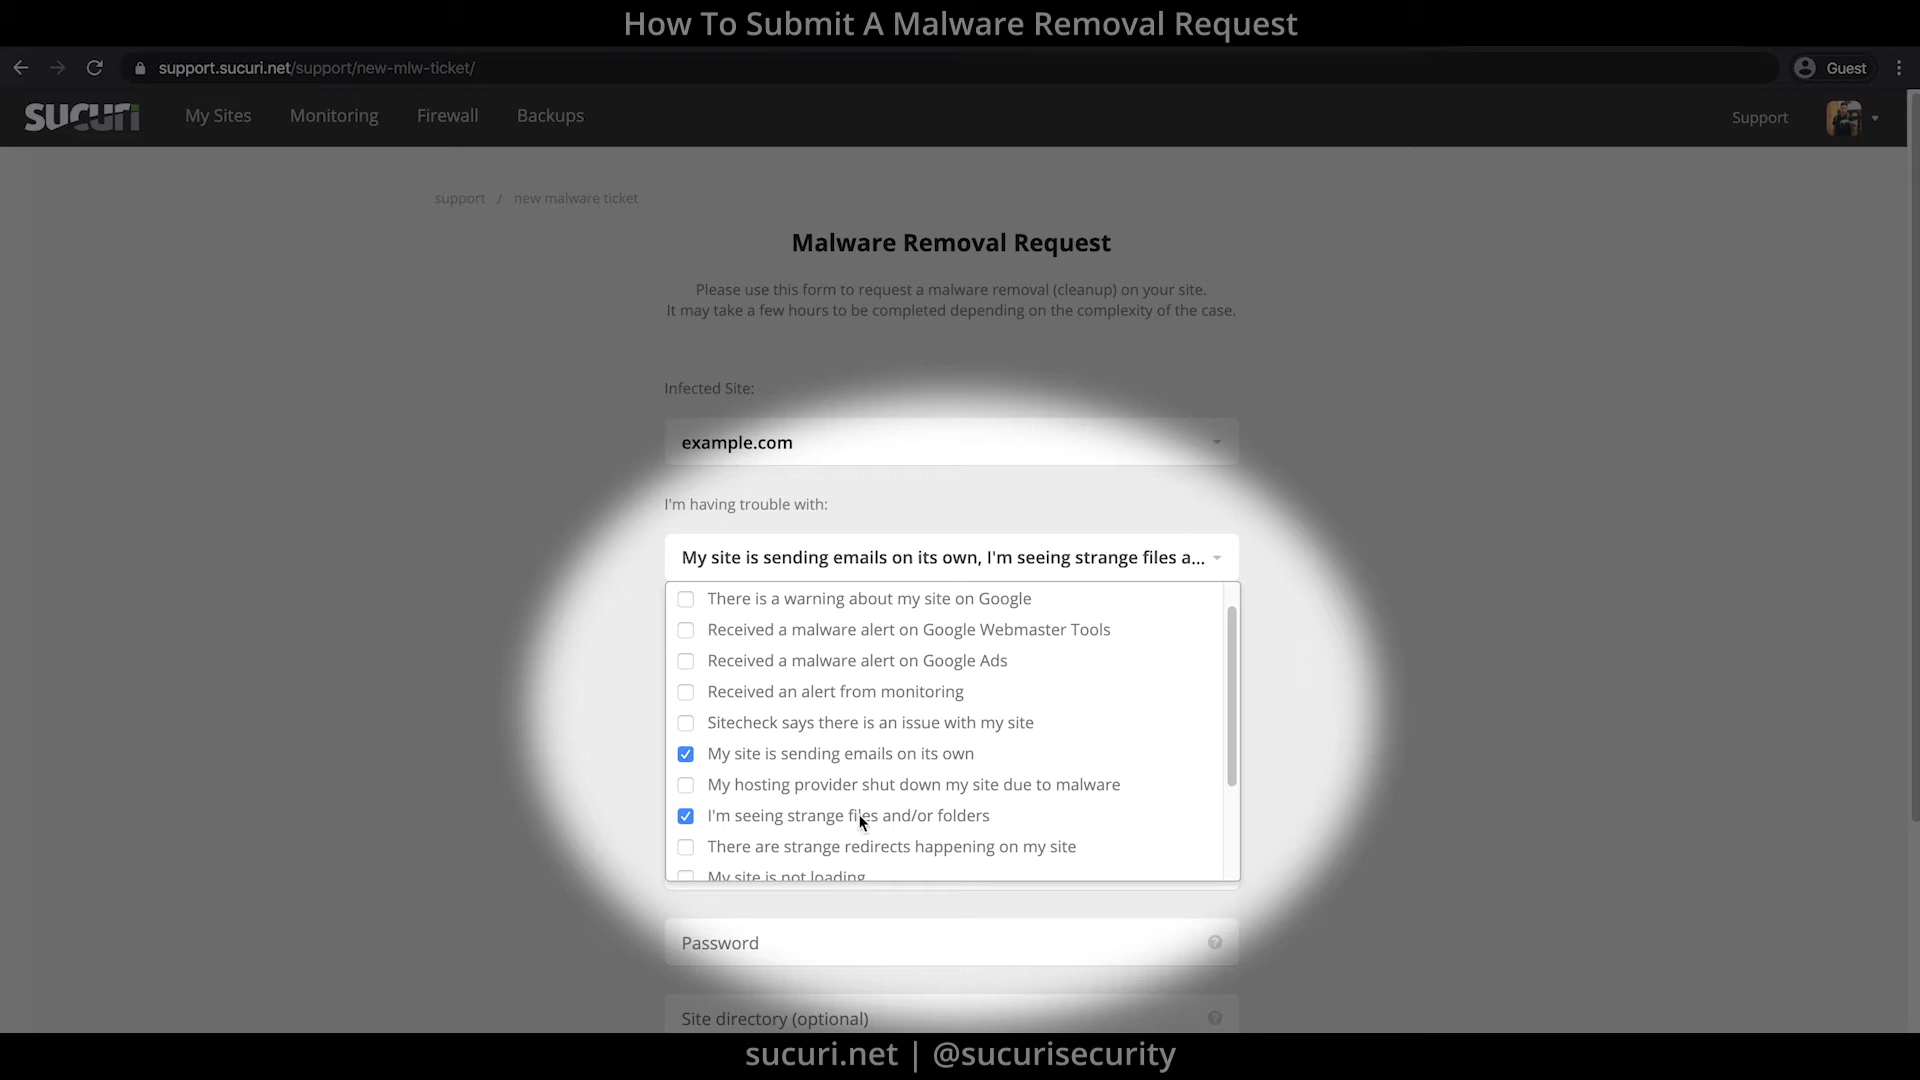 How To Submit A Malware Removal Request
support.sucuri.net/support/new-mlw-ticket/
Guest
sucuri
My Sites
Monitoring
Firewall
Backups
Support
support / new malware ticket
Malware Removal Request
Please use this form to request a malware removal (cleanup) on your site.
It may take a few hours to be completed depending on the complexity of the case.
Infected Site:
example.com
I'm having trouble with:
My site is sending emails on its own, I'm seeing strange files a...
There is a warning about my site on Google
Received a malware alert on Google Webmaster Tools
Received a malware alert on Google Ads
Received an alert from monitoring
Sitecheck says there is an issue with my site
My site is sending emails on its own
My hosting provider shut down my site due to malware
I'm seeing strange files and/or folders
There are strange redirects happening on my site
My site is not loading
Password
?
Site directory (optional)
?
sucuri.net | @sucurisecurity